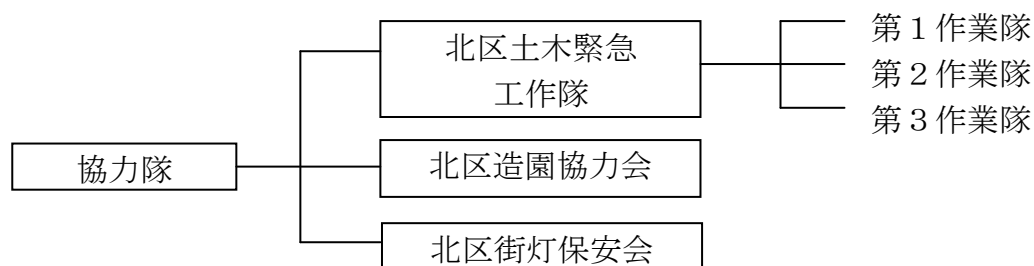 協力隊
北区土木緊急
工作隊
第１作業隊
第２作業隊
第３作業隊
北区造園協力会
北区街灯保安会